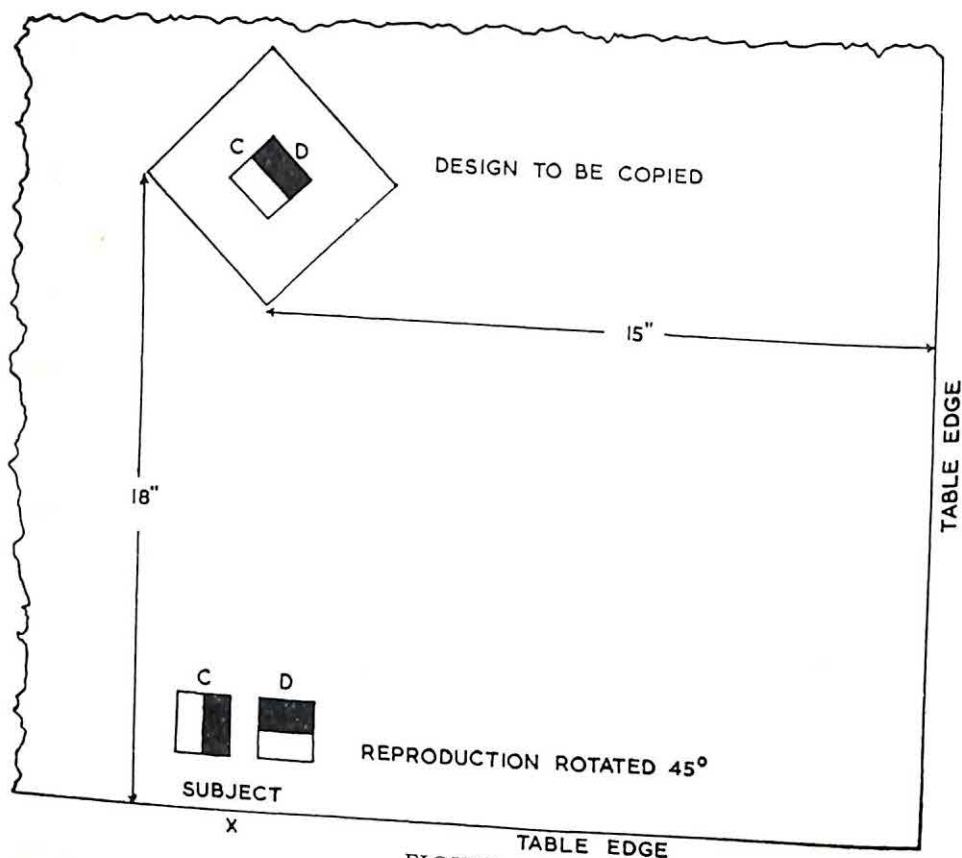 C D
DESIGN TO BE COPIED
15"
TABLE EDGE
18"
C D
REPRODUCTION ROTATED 45°
SUBJECT
X
TABLE EDGE